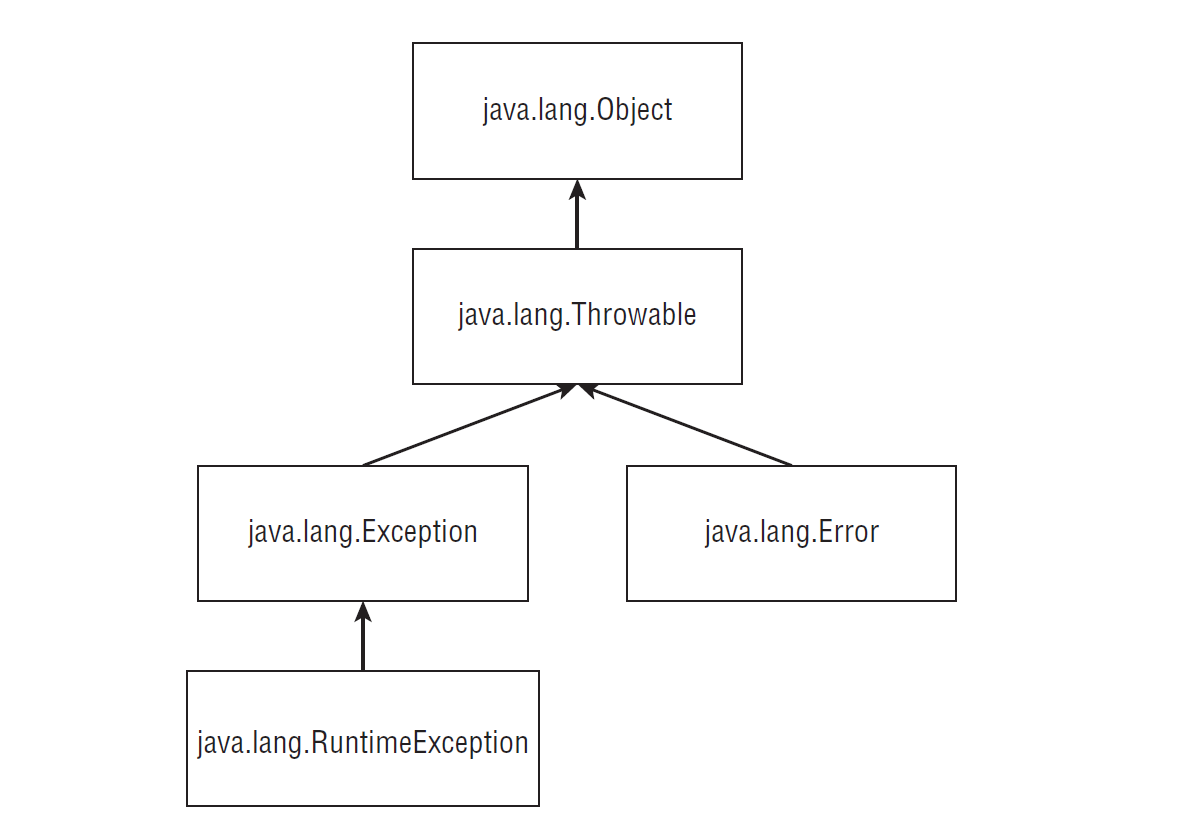 java.lang.Object
java.lang.Throwable
java.lang.Exception
java.lang.Error
java.lang.RuntimeException